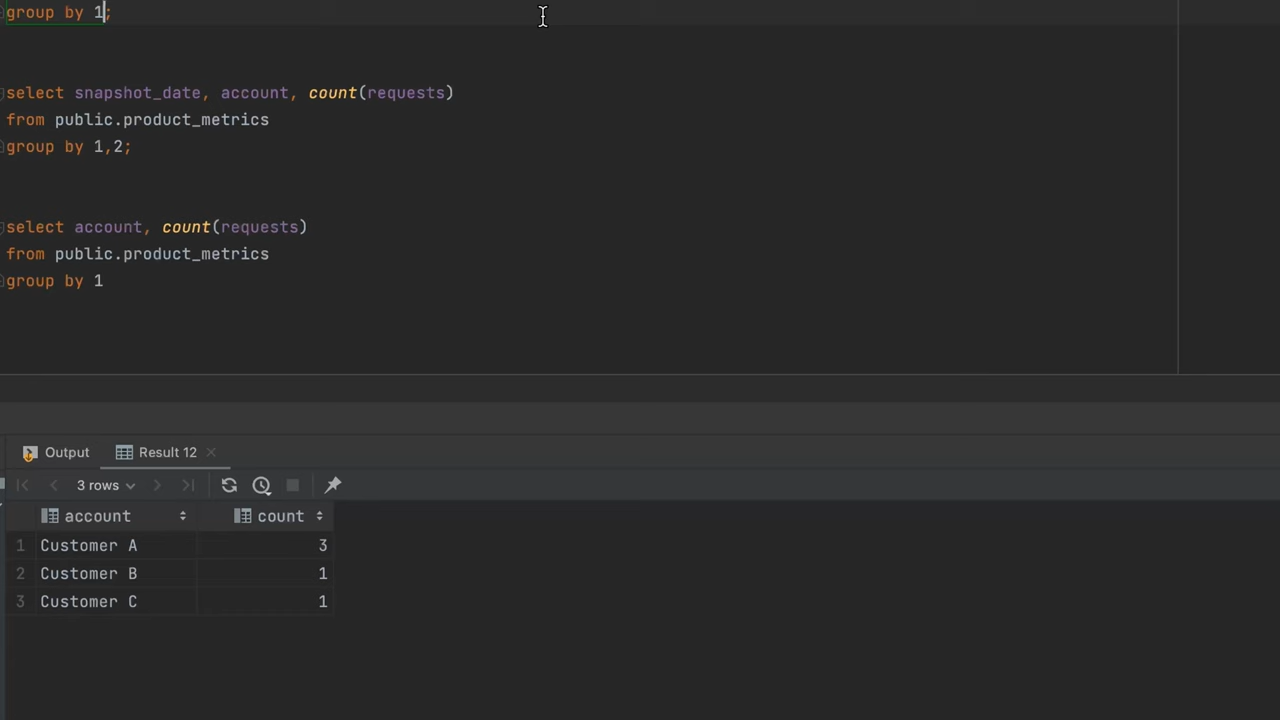 group by 1;
select snapshot_date, account, count(requests)
from public.product_metrics
group by 1,2;
select account, count(requests)
from public.product_metrics
group by 1
Output
Result 12
3 rows
account count
1 Customer A 3
2 Customer B 1
3 Customer C 1